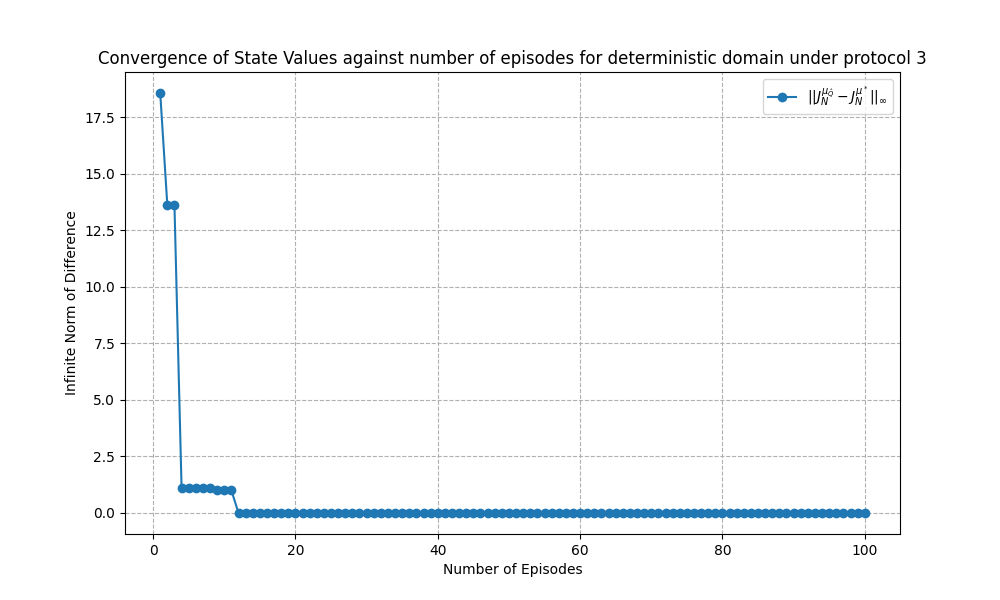 Convergence of State Values against number of episodes for deterministic domain under protocol 3
||J_N^{μ_Q̂} − J_N^{μ*}||_∞
17.5
15.0
12.5
10.0
7.5
5.0
2.5
0.0
Infinite Norm of Difference
0 20 40 60 80 100
Number of Episodes